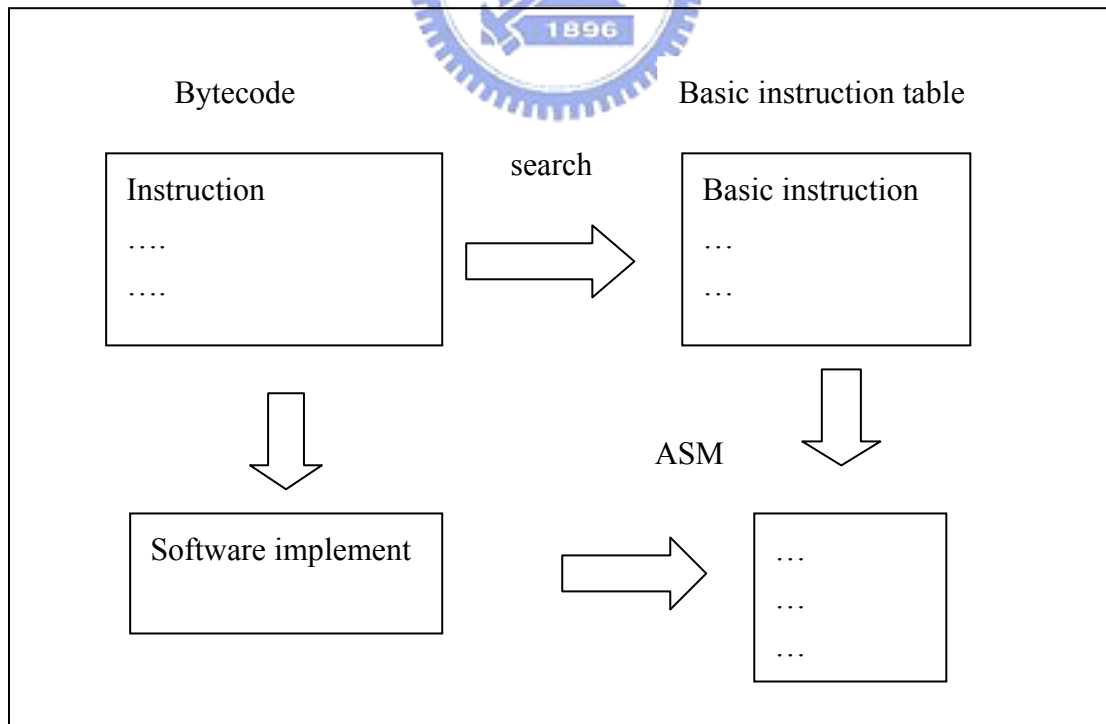 1896
Bytecode
Basic instruction table
search
Instruction
….
….
Basic instruction
…
…
ASM
Software implement
…
…
…